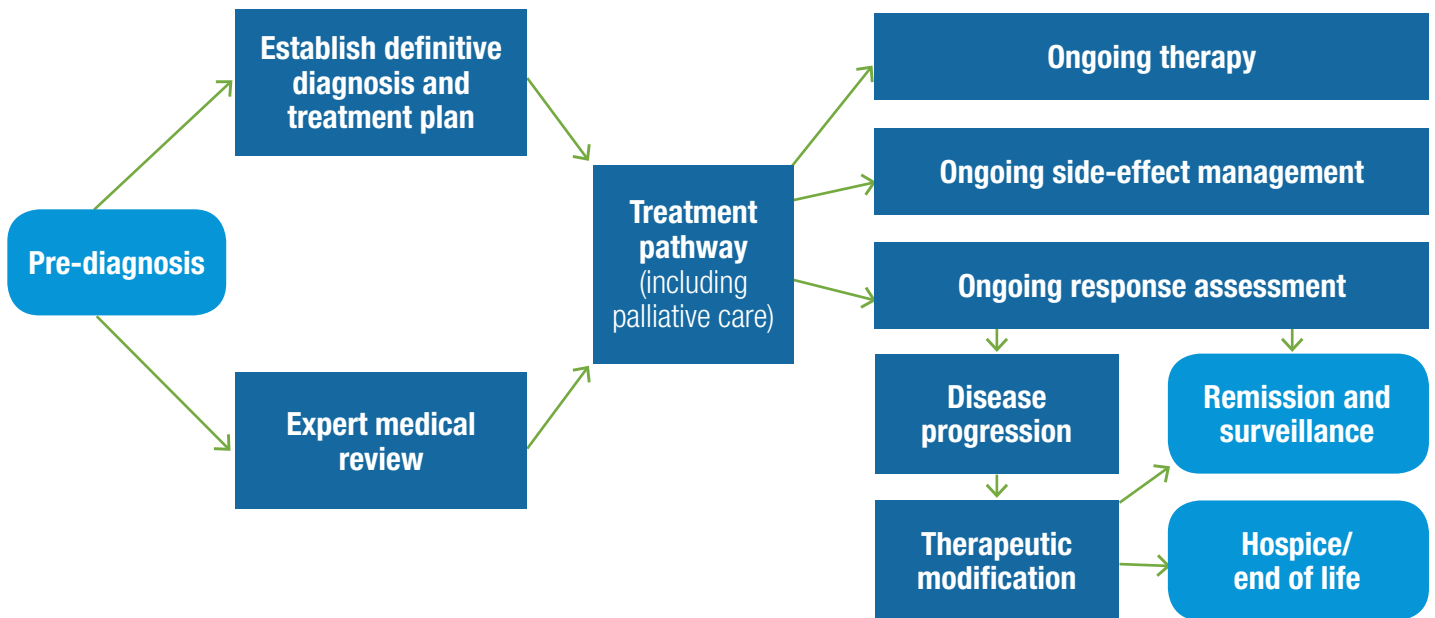 Pre-diagnosis
Establish definitive
diagnosis and
treatment plan
Expert medical
review
Treatment
pathway
(including
palliative care)
Ongoing therapy
Ongoing side-effect management
Ongoing response assessment
Disease
progression
Remission and
surveillance
Therapeutic
modification
Hospice/
end of life